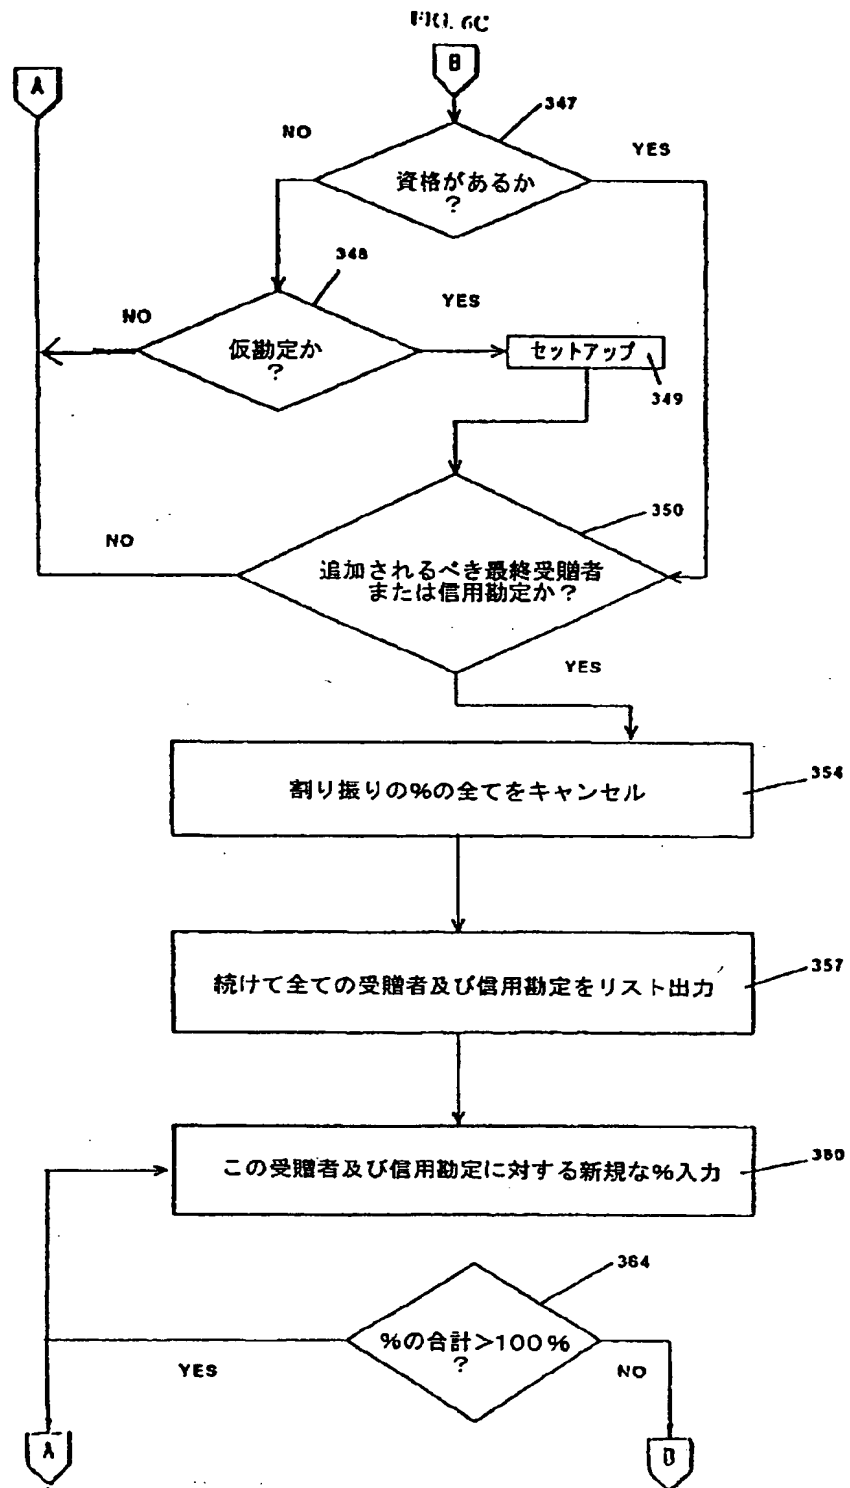 FIG. 6C
A
B
347
NO
YES
資格があるか
?
348
NO
YES
仮勘定か
?
セットアップ
349
350
NO
追加されるべき最終受贈者
または信用勘定か?
YES
354
割り振りの%の全てをキャンセル
357
続けて全ての受贈者及び信用勘定をリスト出力
360
この受贈者及び信用勘定に対する新規な%入力
364
%の合計>100%
?
YES
NO
A